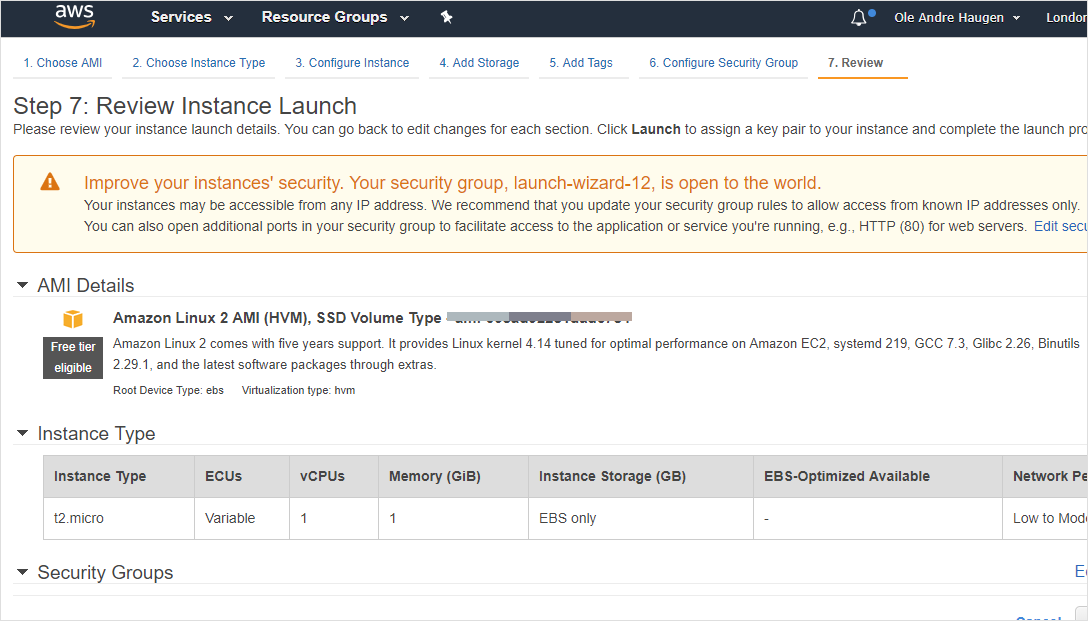 aws Services Resource Groups Ole Andre Haugen London
1. Choose AMI 2. Choose Instance Type 3. Configure Instance 4. Add Storage 5. Add Tags 6. Configure Security Group 7. Review
Step 7: Review Instance Launch
Please review your instance launch details. You can go back to edit changes for each section. Click Launch to assign a key pair to your instance and complete the launch pro
Improve your instances' security. Your security group, launch-wizard-12, is open to the world.
Your instances may be accessible from any IP address. We recommend that you update your security group rules to allow access from known IP addresses only.
You can also open additional ports in your security group to facilitate access to the application or service you're running, e.g., HTTP (80) for web servers. Edit secu
AMI Details
Amazon Linux 2 AMI (HVM), SSD Volume Type
Free tier
eligible
Amazon Linux 2 comes with five years support. It provides Linux kernel 4.14 tuned for optimal performance on Amazon EC2, systemd 219, GCC 7.3, Glibc 2.26, Binutils
2.29.1, and the latest software packages through extras.
Root Device Type: ebs Virtualization type: hvm
Instance Type
Instance Type ECUs vCPUs Memory (GiB) Instance Storage (GB) EBS-Optimized Available Network Pe
t2.micro Variable 1 1 EBS only - Low to Mode
Security Groups
Cancel